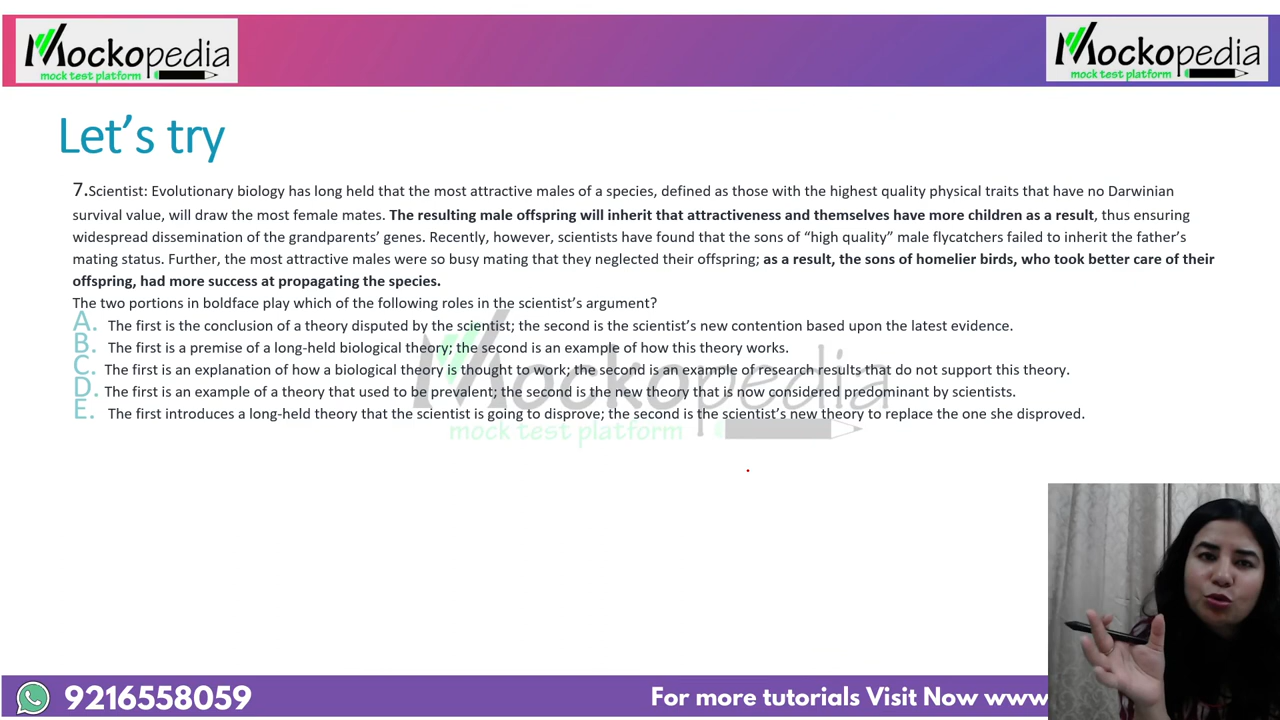 Mockopedia
mock test platform
Mockopedia
mock test platform
Let's try
7.Scientist: Evolutionary biology has long held that the most attractive males of a species, defined as those with the highest quality physical traits that have no Darwinian
survival value, will draw the most female mates. The resulting male offspring will inherit that attractiveness and themselves have more children as a result, thus ensuring
widespread dissemination of the grandparents' genes. Recently, however, scientists have found that the sons of “high quality” male flycatchers failed to inherit the father's
mating status. Further, the most attractive males were so busy mating that they neglected their offspring; as a result, the sons of homelier birds, who took better care of their
offspring, had more success at propagating the species.
The two portions in boldface play which of the following roles in the scientist's argument?
A. The first is the conclusion of a theory disputed by the scientist; the second is the scientist's new contention based upon the latest evidence.
B. The first is a premise of a long-held biological theory; the second is an example of how this theory works.
C. The first is an explanation of how a biological theory is thought to work; the second is an example of research results that do not support this theory.
D. The first is an example of a theory that used to be prevalent; the second is the new theory that is now considered predominant by scientists.
E. The first introduces a long-held theory that the scientist is going to disprove; the second is the scientist's new theory to replace the one she disproved.
Mockopedia
mock test platform
9216558059
For more tutorials Visit Now www